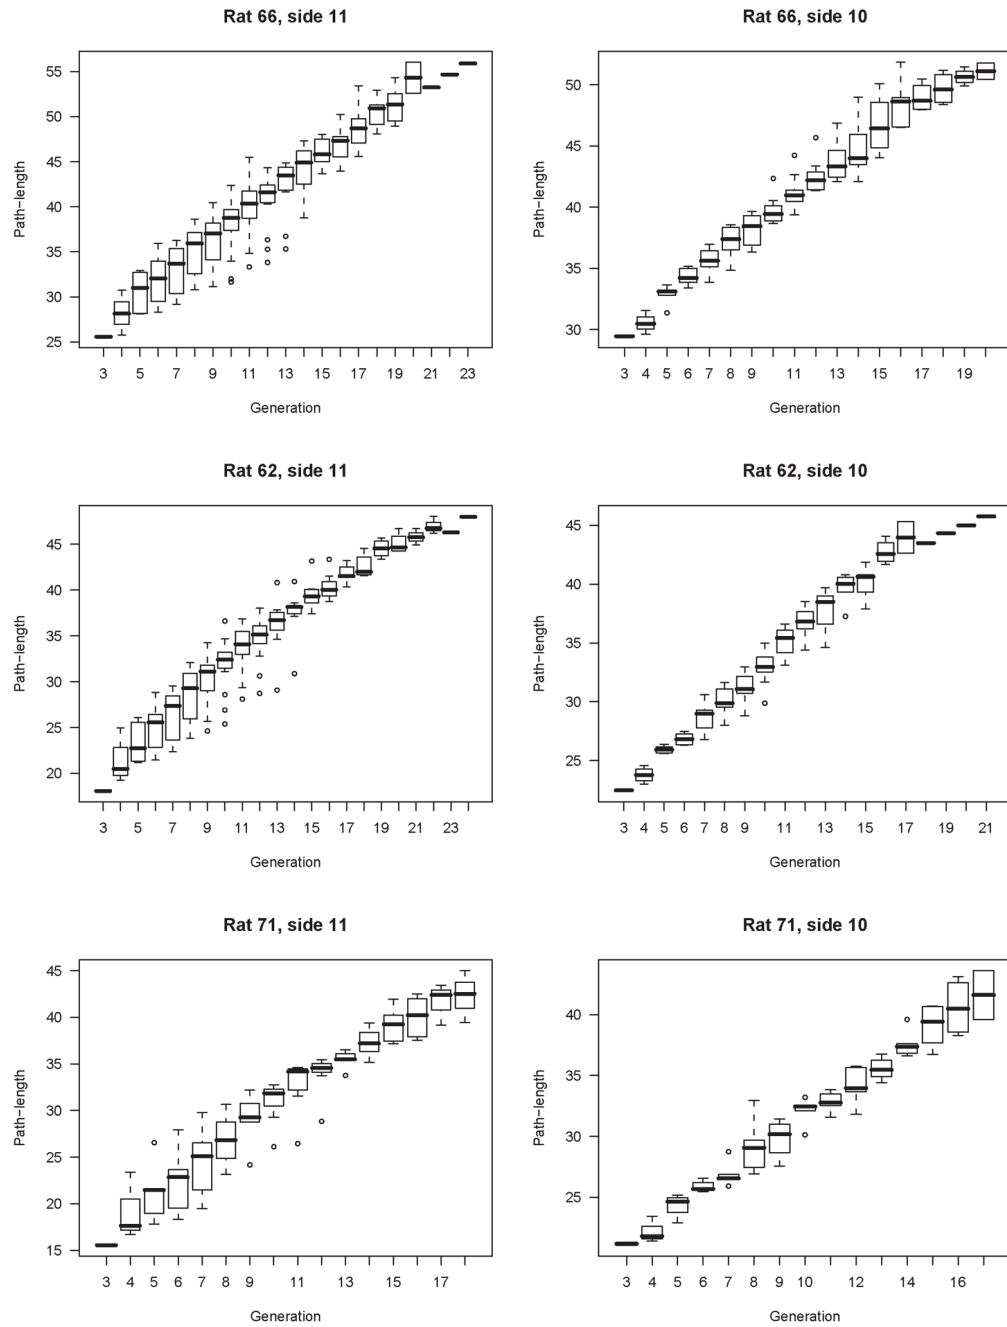 Rat 66, side 11
55
50
45
40
35
30
25
Path-length
3 5 7 9 11 13 15 17 19 21 23
Generation
Rat 66, side 10
50
45
40
35
30
Path-length
3 4 5 6 7 8 9 11 13 15 17 19
Generation
Rat 62, side 11
45
40
35
30
25
20
Path-length
3 5 7 9 11 13 15 17 19 21 23
Generation
Rat 62, side 10
45
40
35
30
25
Path-length
3 4 5 6 7 8 9 11 13 15 17 19 21
Generation
Rat 71, side 11
45
40
35
30
25
20
15
Path-length
3 4 5 6 7 8 9 11 13 15 17
Generation
Rat 71, side 10
40
35
30
25
Path-length
3 4 5 6 7 8 9 10 12 14 16
Generation